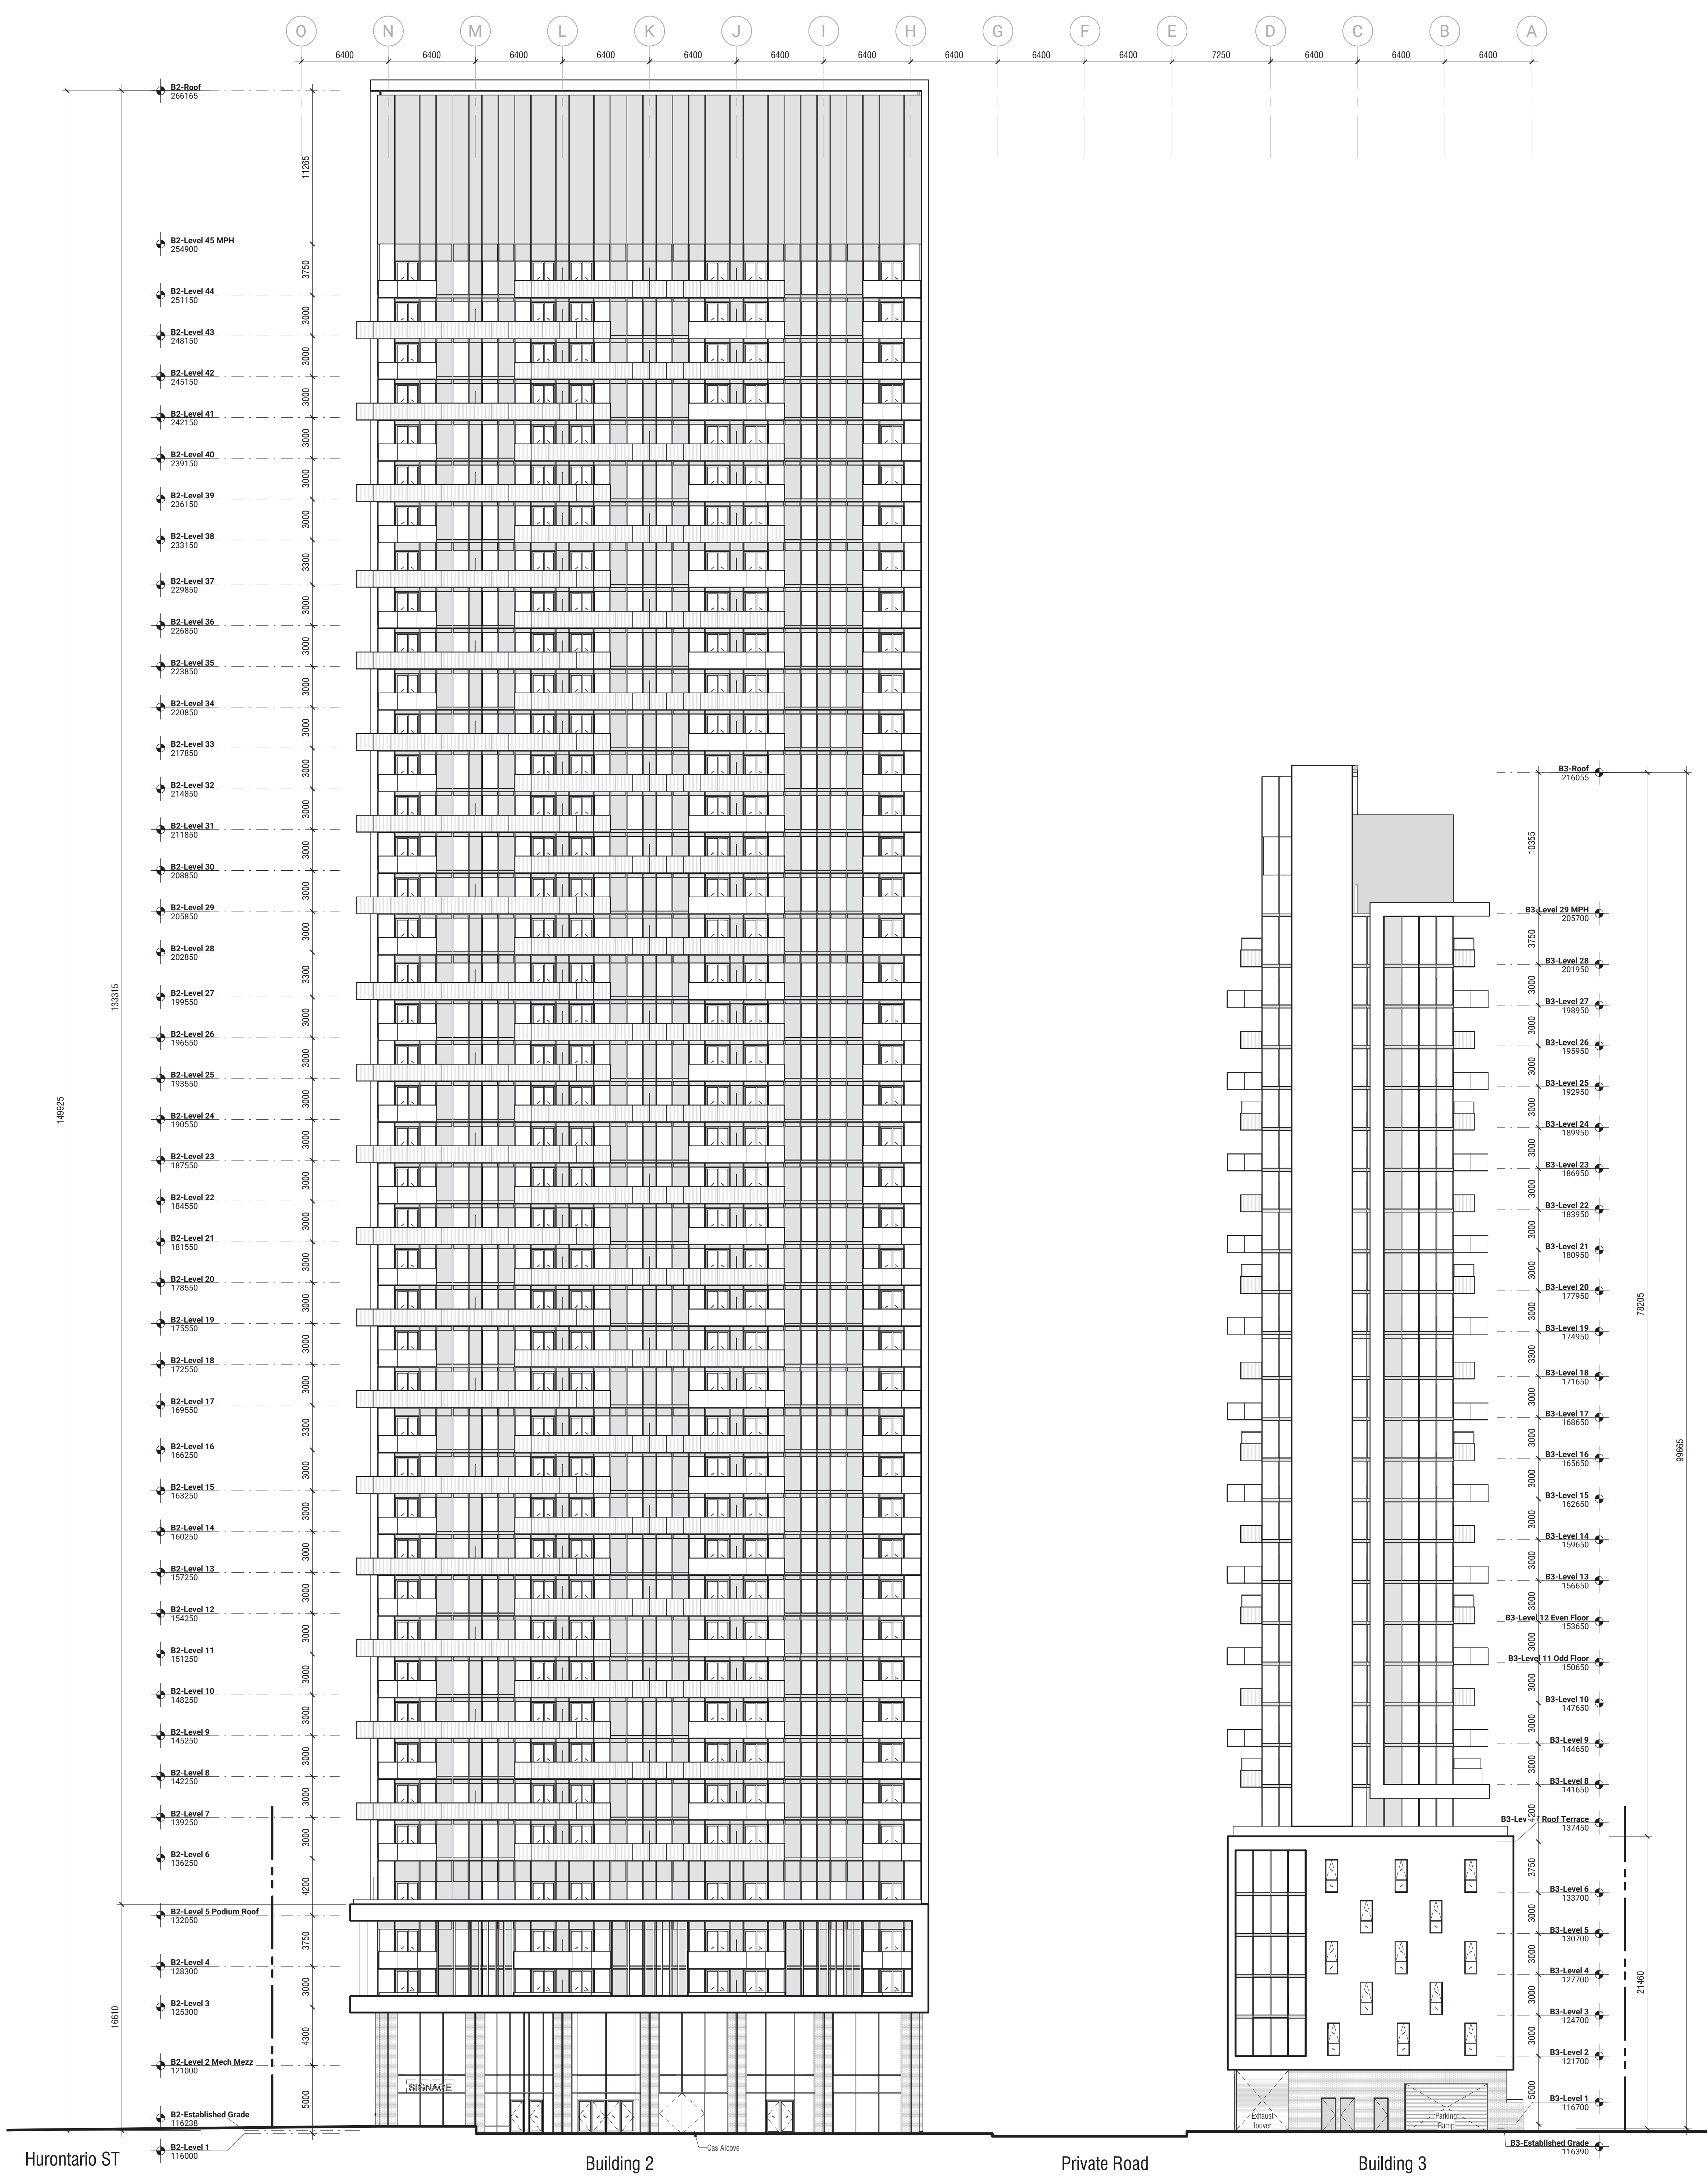 O N M L K J I H G F E D C B A
6400 6400 6400 6400 6400 6400 6400 6400 6400 6400 7250 6400 6400 6400
B2-Roof
266165
11265
B2-Level 45 MPH
254900
3750
B2-Level 44
251150
3000
B2-Level 43
248150
3000
B2-Level 42
245150
3000
B2-Level 41
242150
3000
B2-Level 40
239150
3000
B2-Level 39
236150
3000
B2-Level 38
233150
3300
B2-Level 37
229850
3000
B2-Level 36
226850
3000
B2-Level 35
223850
3000
B2-Level 34
220850
3000
B2-Level 33
217850
3000
B2-Level 32
214850
3000
B2-Level 31
211850
3000
B2-Level 30
208850
3000
B2-Level 29
205850
3000
B2-Level 28
202850
3300
B2-Level 27
199550
3000
B2-Level 26
196550
3000
B2-Level 25
193550
3000
B2-Level 24
190550
3000
B2-Level 23
187550
3000
B2-Level 22
184550
3000
B2-Level 21
181550
3000
B2-Level 20
178550
3000
B2-Level 19
175550
3000
B2-Level 18
172550
3000
B2-Level 17
169550
3300
B2-Level 16
166250
3000
B2-Level 15
163250
3000
B2-Level 14
160250
3000
B2-Level 13
157250
3000
B2-Level 12
154250
3000
B2-Level 11
151250
3000
B2-Level 10
148250
3000
B2-Level 9
145250
3000
B2-Level 8
142250
3000
B2-Level 7
139250
3000
B2-Level 6
136250
4200
B2-Level 5 Podium Roof
132050
3750
B2-Level 4
128300
3000
B2-Level 3
125300
4300
B2-Level 2 Mech Mezz
121000
5000
B2-Established Grade
116238
B2-Level 1
116000
149925
133315
16610
SIGNAGE
Gas Alcove
B3-Roof
216055
10355
B3-Level 29 MPH
205700
3750
B3-Level 28
201950
3000
B3-Level 27
198950
3000
B3-Level 26
195950
3000
B3-Level 25
192950
3000
B3-Level 24
189950
3000
B3-Level 23
186950
3000
B3-Level 22
183950
3000
B3-Level 21
180950
3000
B3-Level 20
177950
3000
B3-Level 19
174950
3300
B3-Level 18
171650
3000
B3-Level 17
168650
3000
B3-Level 16
165650
3000
B3-Level 15
162650
3000
B3-Level 14
159650
3000
B3-Level 13
156650
3000
B3-Level 12 Even Floor
153650
3000
B3-Level 11 Odd Floor
150650
3000
B3-Level 10
147650
3000
B3-Level 9
144650
3000
B3-Level 8
141650
4200
Roof Terrace
137450
3750
B3-Level 6
133700
3000
B3-Level 5
130700
3000
B3-Level 4
127700
3000
B3-Level 3
124700
3000
B3-Level 2
121700
5000
B3-Level 1
116700
B3-Established Grade
116390
78205
99665
21460
Exhaust
louver
Parking
Ramp
Hurontario ST
Building 2
Private Road
Building 3